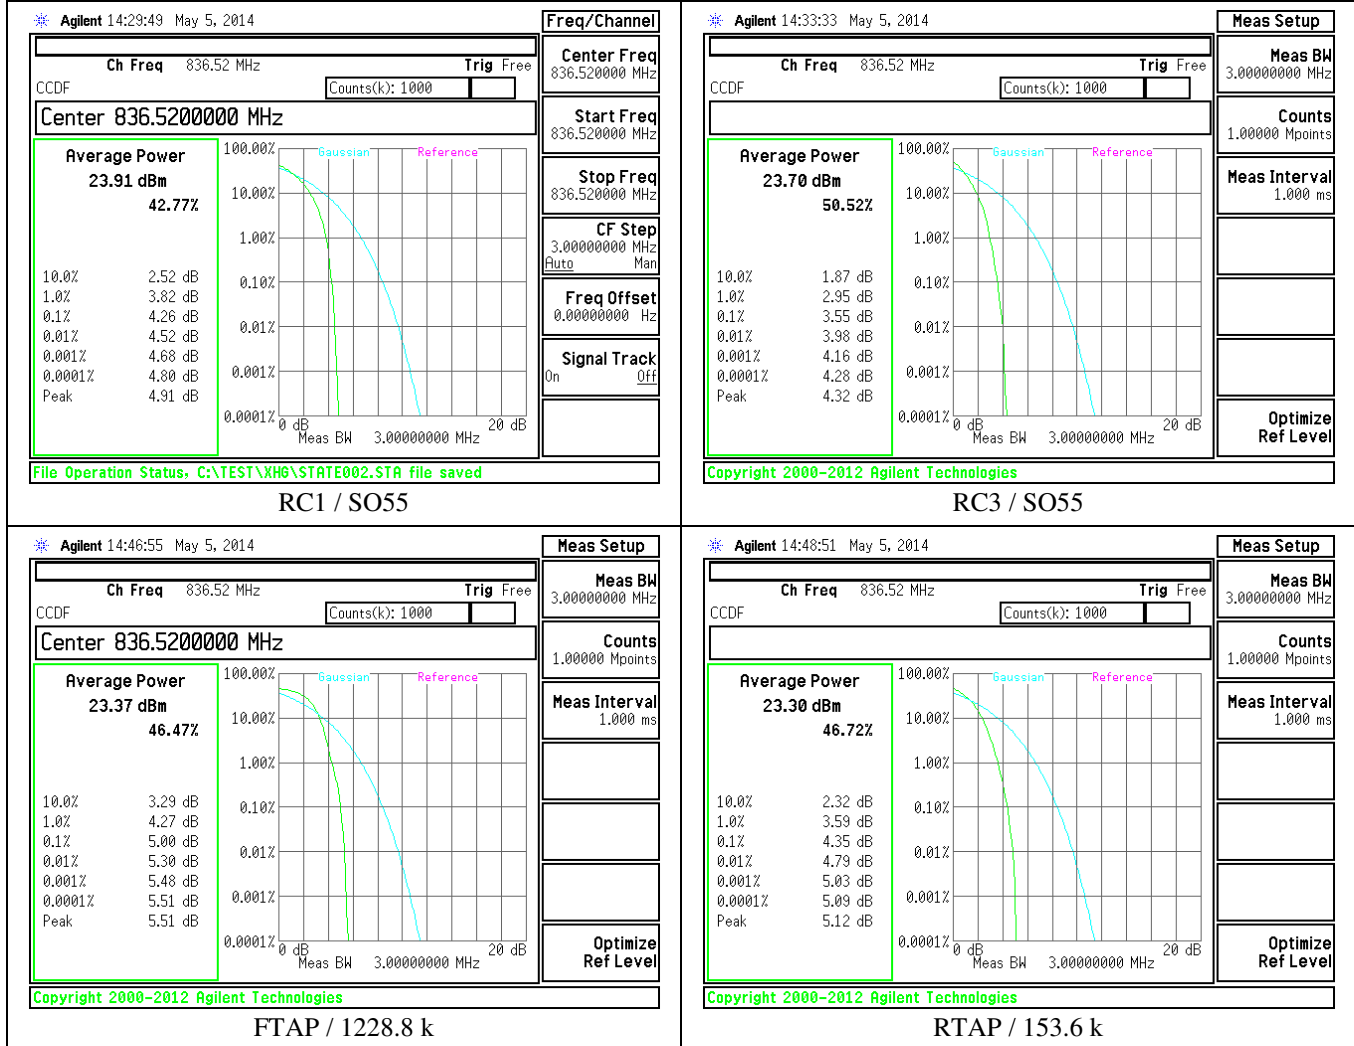 Agilent 14:29:49 May 5, 2014
Freq/Channel
Ch Freq 836.52 MHz Trig Free
CCDF Counts(k): 1000
Center 836.5200000 MHz
Average Power
23.91 dBm
42.77%
10.0% 2.52 dB
1.0% 3.82 dB
0.1% 4.26 dB
0.01% 4.52 dB
0.001% 4.68 dB
0.0001% 4.80 dB
Peak 4.91 dB
100.00%
Gaussian Reference
10.00%
1.00%
0.10%
0.01%
0.001%
0.0001%
0 dB 20 dB
Meas BW 3.00000000 MHz
Center Freq
836.520000 MHz
Start Freq
836.520000 MHz
Stop Freq
836.520000 MHz
CF Step
3.00000000 MHz
Auto Man
Freq Offset
0.00000000 Hz
Signal Track
On Off
File Operation Status, C:\TEST\XHG\STATE002.STA file saved
RC1 / SO55
Agilent 14:33:33 May 5, 2014
Meas Setup
Ch Freq 836.52 MHz Trig Free
CCDF Counts(k): 1000
Average Power
23.70 dBm
50.52%
10.0% 1.87 dB
1.0% 2.95 dB
0.1% 3.55 dB
0.01% 3.98 dB
0.001% 4.16 dB
0.0001% 4.28 dB
Peak 4.32 dB
100.00%
Gaussian Reference
10.00%
1.00%
0.10%
0.01%
0.001%
0.0001%
0 dB 20 dB
Meas BW 3.00000000 MHz
Meas BW
3.00000000 MHz
Counts
1.00000 Mpoints
Meas Interval
1.000 ms
Optimize
Ref Level
Copyright 2000-2012 Agilent Technologies
RC3 / SO55
Agilent 14:46:55 May 5, 2014
Meas Setup
Ch Freq 836.52 MHz Trig Free
CCDF Counts(k): 1000
Center 836.5200000 MHz
Average Power
23.37 dBm
46.47%
10.0% 3.29 dB
1.0% 4.27 dB
0.1% 5.00 dB
0.01% 5.30 dB
0.001% 5.48 dB
0.0001% 5.51 dB
Peak 5.51 dB
100.00%
Gaussian Reference
10.00%
1.00%
0.10%
0.01%
0.001%
0.0001%
0 dB 20 dB
Meas BW 3.00000000 MHz
Meas BW
3.00000000 MHz
Counts
1.00000 Mpoints
Meas Interval
1.000 ms
Optimize
Ref Level
Copyright 2000-2012 Agilent Technologies
FTAP / 1228.8 k
Agilent 14:48:51 May 5, 2014
Meas Setup
Ch Freq 836.52 MHz Trig Free
CCDF Counts(k): 1000
Average Power
23.30 dBm
46.72%
10.0% 2.32 dB
1.0% 3.59 dB
0.1% 4.35 dB
0.01% 4.79 dB
0.001% 5.03 dB
0.0001% 5.09 dB
Peak 5.12 dB
100.00%
Gaussian Reference
10.00%
1.00%
0.10%
0.01%
0.001%
0.0001%
0 dB 20 dB
Meas BW 3.00000000 MHz
Meas BW
3.00000000 MHz
Counts
1.00000 Mpoints
Meas Interval
1.000 ms
Optimize
Ref Level
Copyright 2000-2012 Agilent Technologies
RTAP / 153.6 k